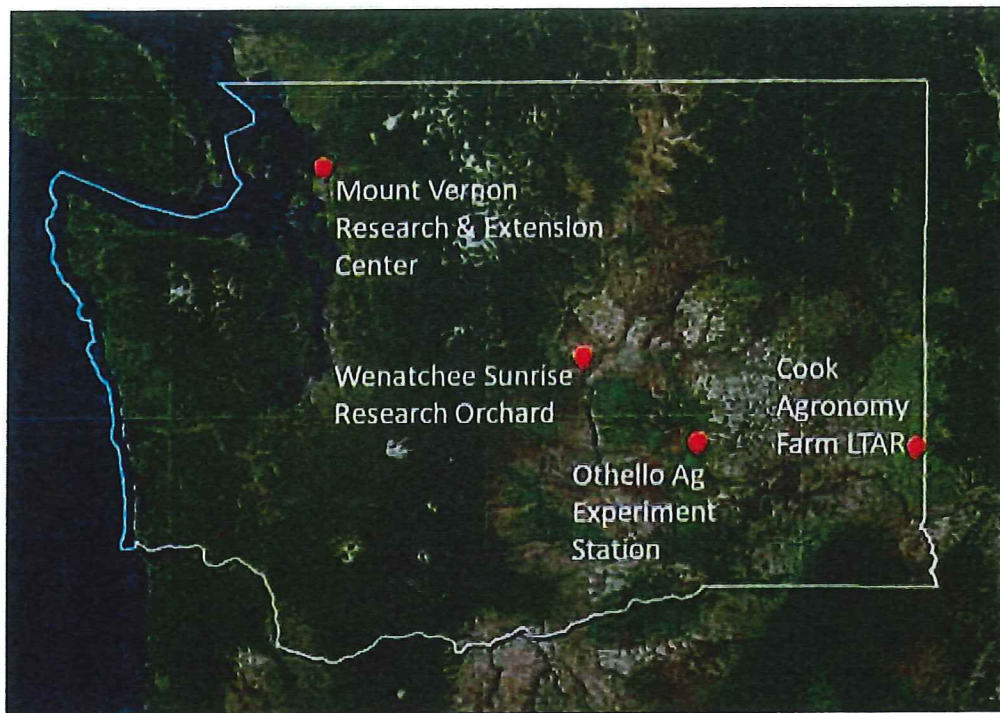 Mount Vernon
Research & Extension
Center
Wenatchee Sunrise
Research Orchard
Cook
Agronomy
Farm LTAR
Othello Ag
Experiment
Station